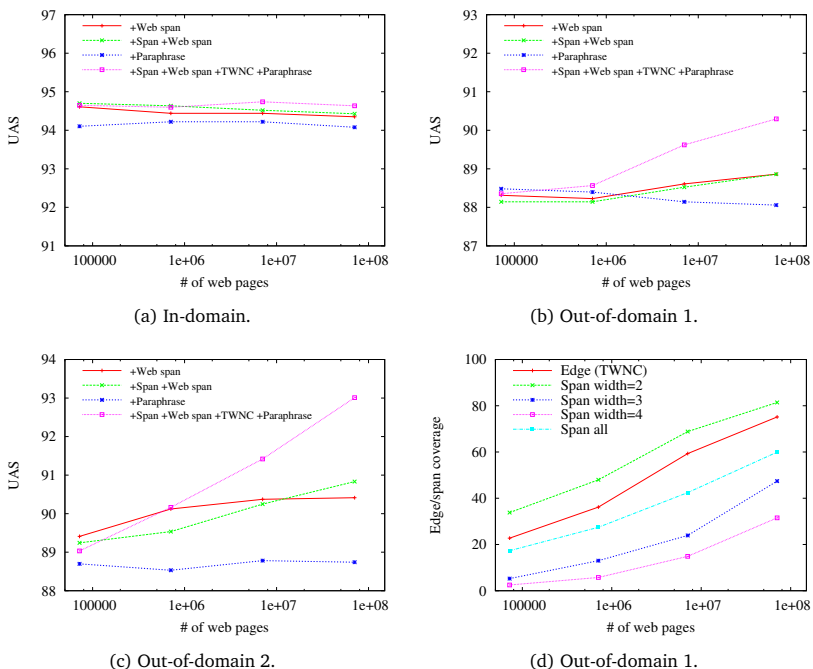 97
96
95
94
93
92
91
UAS
+Web span
+Span +Web span
+Paraphrase
+Span +Web span +TWNC +Paraphrase
100000 1e+06 1e+07 1e+08
# of web pages
(a) In-domain.
93
92
91
90
89
88
87
UAS
+Web span
+Span +Web span
+Paraphrase
+Span +Web span +TWNC +Paraphrase
100000 1e+06 1e+07 1e+08
# of web pages
(b) Out-of-domain 1.
94
93
92
91
90
89
88
UAS
+Web span
+Span +Web span
+Paraphrase
+Span +Web span +TWNC +Paraphrase
100000 1e+06 1e+07 1e+08
# of web pages
(c) Out-of-domain 2.
100
80
60
40
20
0
Edge/span coverage
Edge (TWNC)
Span width=2
Span width=3
Span width=4
Span all
100000 1e+06 1e+07 1e+08
# of web pages
(d) Out-of-domain 1.